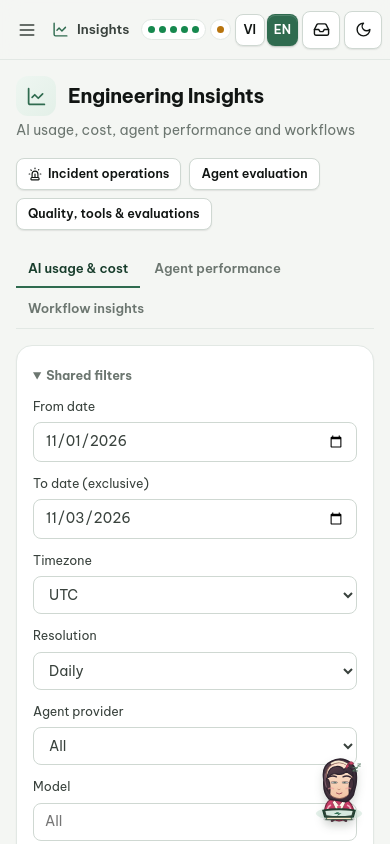 Insights
VI
EN
Engineering Insights
AI usage, cost, agent performance and workflows
Incident operations
Agent evaluation
Quality, tools & evaluations
AI usage & cost
Agent performance
Workflow insights
▼ Shared filters
From date
11/01/2026
To date (exclusive)
11/03/2026
Timezone
UTC
Resolution
Daily
Agent provider
All
Model
All